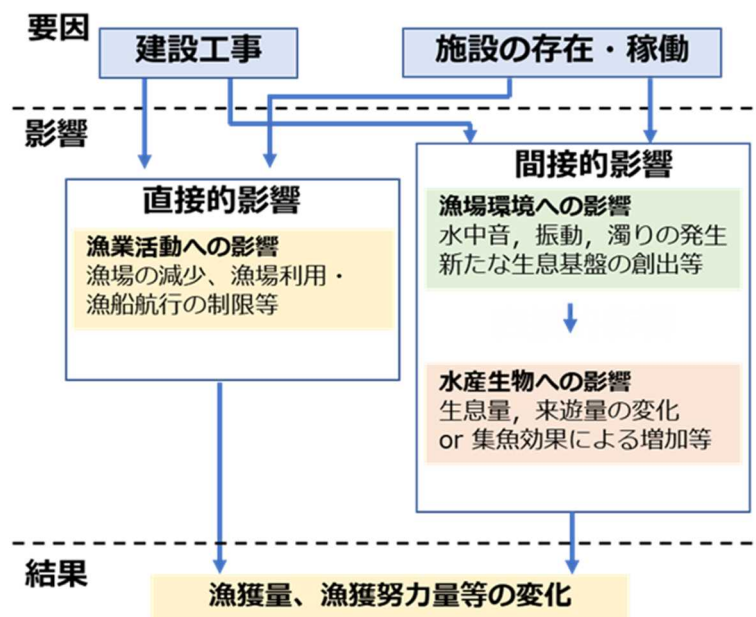 要因
建設工事
施設の存在・稼働
影響
直接的影響
漁業活動への影響
漁場の減少、漁場利用・
漁船航行の制限等
間接的影響
漁場環境への影響
水中音，振動，濁りの発生
新たな生息基盤の創出等
水産生物への影響
生息量，来遊量の変化
or 集魚効果による増加等
結果
漁獲量、漁獲努力量等の変化